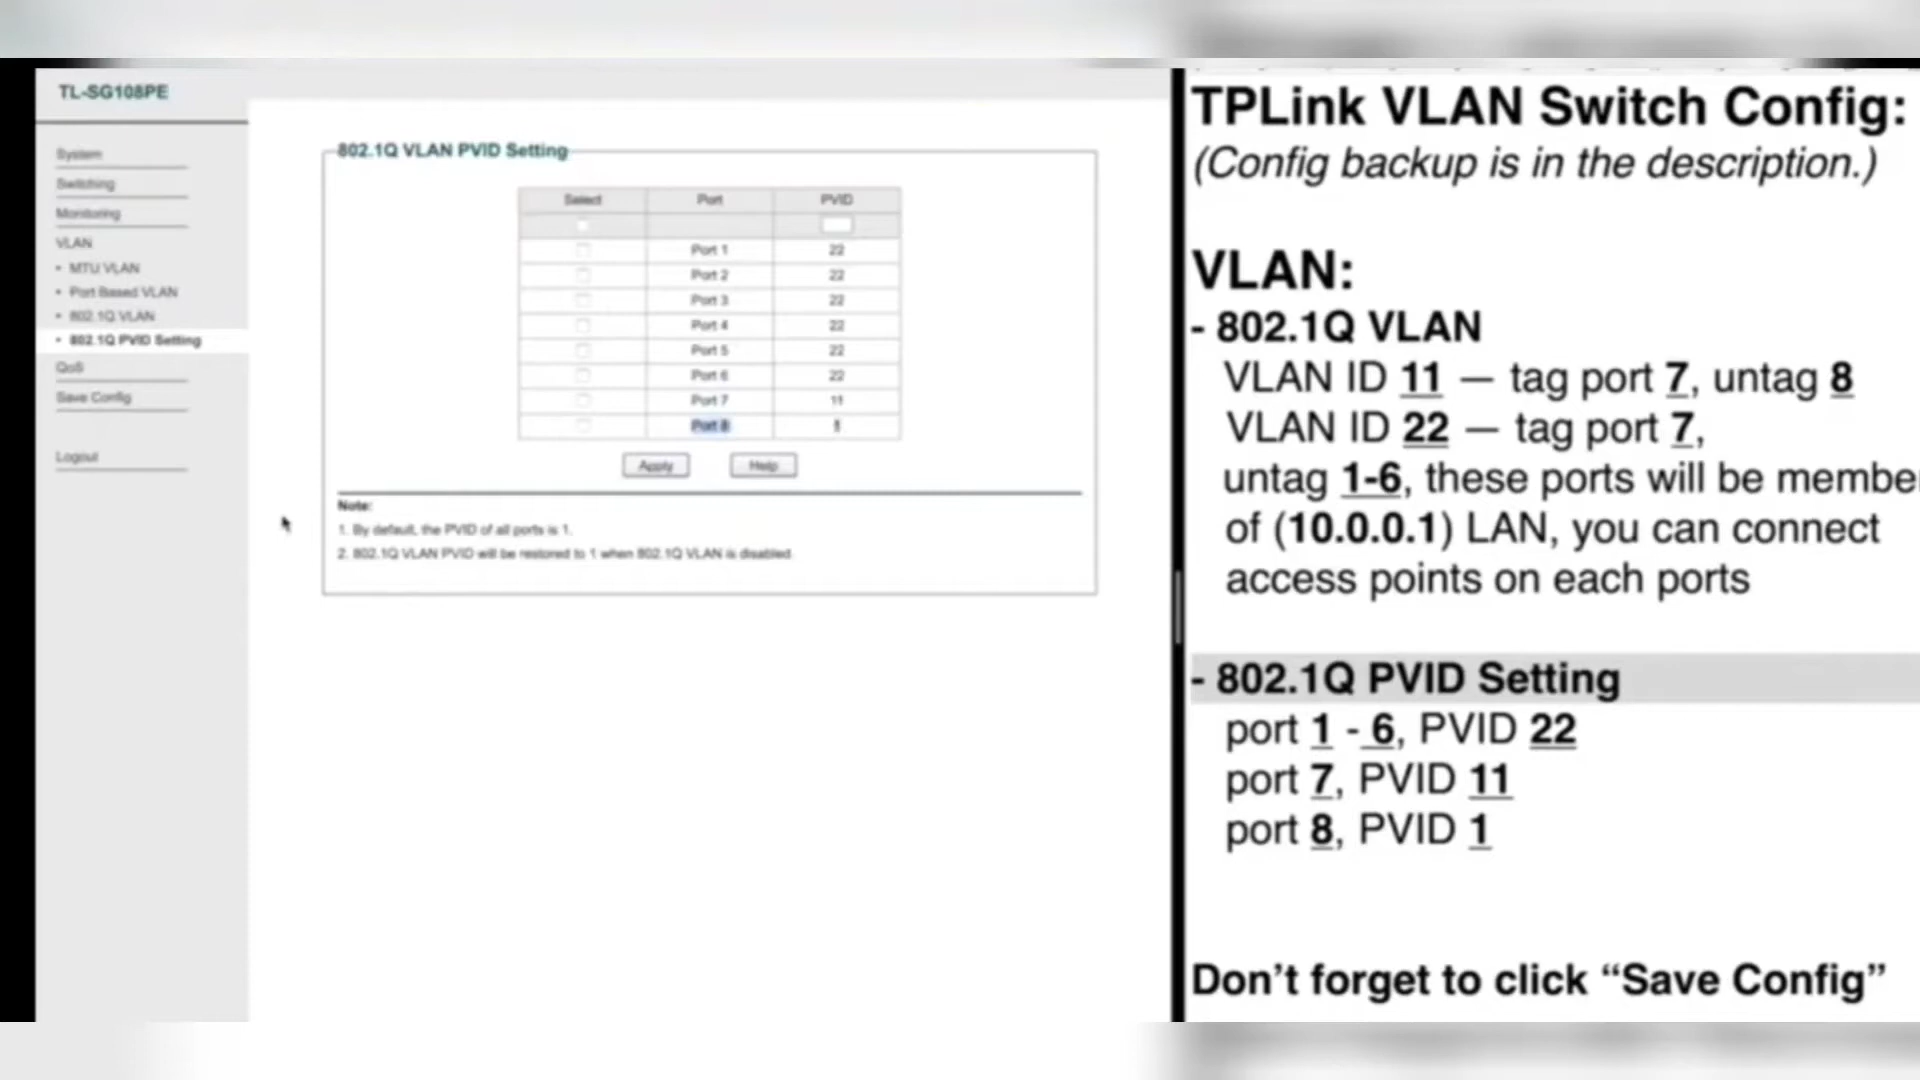 TL-SG108PE
System
Switching
Monitoring
VLAN
• MTU VLAN
• Port Based VLAN
• 802.1Q VLAN
• 802.1Q PVID Setting
QoS
Save Config
Logout
802.1Q VLAN PVID Setting
Select Port PVID
Port 1 22
Port 2 22
Port 3 22
Port 4 22
Port 5 22
Port 6 22
Port 7 11
Port 8 1
Apply Help
Note:
1. By default, the PVID of all ports is 1.
2. 802.1Q VLAN PVID will be restored to 1 when 802.1Q VLAN is disabled.
TPLink VLAN Switch Config:
(Config backup is in the description.)
VLAN:
- 802.1Q VLAN
VLAN ID 11 — tag port 7, untag 8
VLAN ID 22 — tag port 7,
untag 1-6, these ports will be membe
of (10.0.0.1) LAN, you can connect
access points on each ports
- 802.1Q PVID Setting
port 1 - 6, PVID 22
port 7, PVID 11
port 8, PVID 1
Don’t forget to click “Save Config”